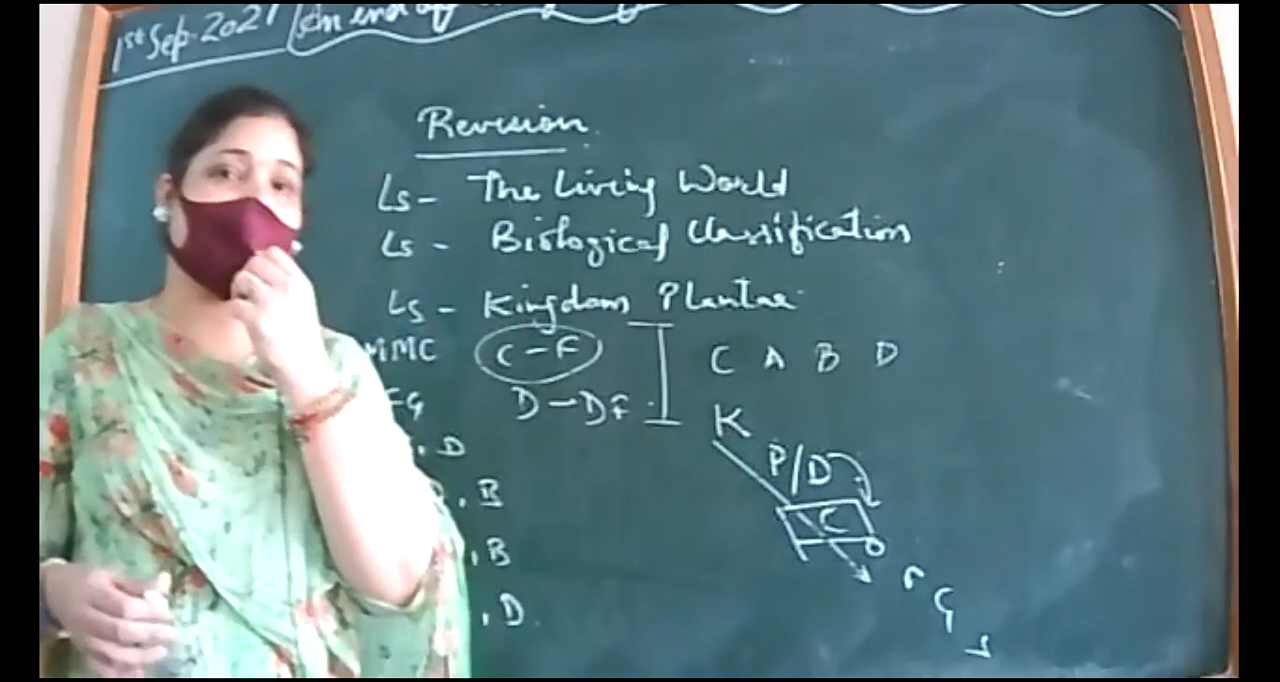 1st Sep-2021
Revision
Ls - The Living World
Ls - Biological Classification
Ls - Kingdom Plantae
MMC C-F C A B D
D-DF K
, D P/D
, B C
, B
, D G